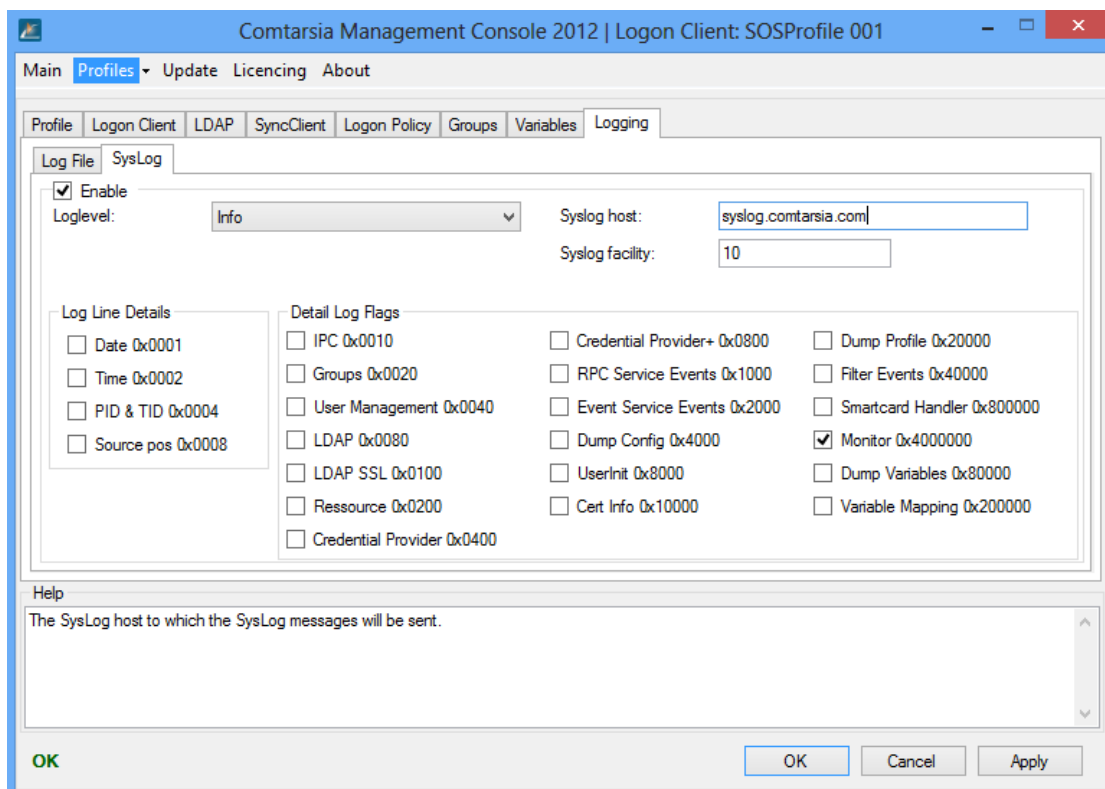 Comtarsia Management Console 2012 | Logon Client: SOSProfile 001
Main Profiles Update Licencing About
Profile Logon Client LDAP SyncClient Logon Policy Groups Variables Logging
Log File SysLog
Enable
Loglevel: Info Syslog host: syslog.comtarsia.com
Syslog facility: 10
Log Line Details Detail Log Flags
Date 0x0001 IPC 0x0010 Credential Provider+ 0x0800 Dump Profile 0x20000
Time 0x0002 Groups 0x0020 RPC Service Events 0x1000 Filter Events 0x40000
PID & TID 0x0004 User Management 0x0040 Event Service Events 0x2000 Smartcard Handler 0x800000
Source pos 0x0008 LDAP 0x0080 Dump Config 0x4000 Monitor 0x4000000
LDAP SSL 0x0100 UserInit 0x8000 Dump Variables 0x80000
Ressource 0x0200 Cert Info 0x10000 Variable Mapping 0x200000
Credential Provider 0x0400
Help
The SysLog host to which the SysLog messages will be sent.
OK OK Cancel Apply